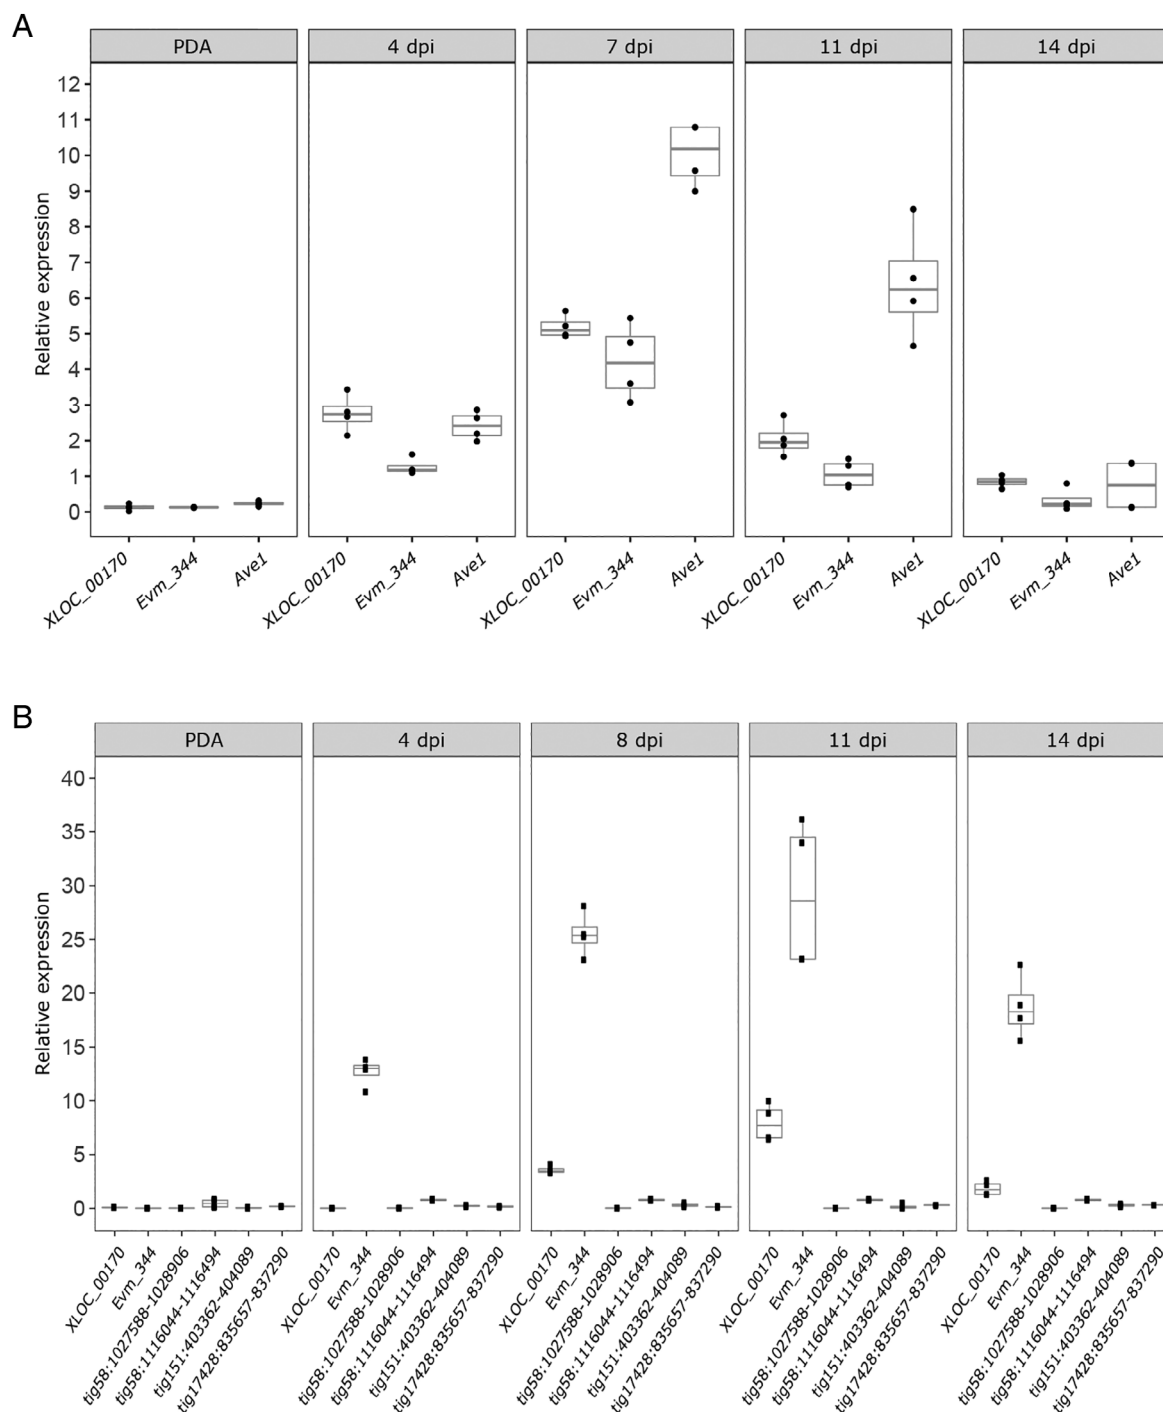 A
PDA 4 dpi 7 dpi 11 dpi 14 dpi
12
11
10
9
8
7
6
5
4
3
2
1
0
Relative expression
XLOC_00170 Evm_344 Ave1 XLOC_00170 Evm_344 Ave1 XLOC_00170 Evm_344 Ave1 XLOC_00170 Evm_344 Ave1 XLOC_00170 Evm_344 Ave1
B
PDA 4 dpi 8 dpi 11 dpi 14 dpi
40
35
30
25
20
15
10
5
0
Relative expression
XLOC_00170 Evm_344 tig58:1027588-1028906 tig58:1116044-1116494 tig151:403362-404089 tig17428:835657-837290 XLOC_00170 Evm_344 tig58:1027588-1028906 tig58:1116044-1116494 tig151:403362-404089 tig17428:835657-837290 XLOC_00170 Evm_344 tig58:1027588-1028906 tig58:1116044-1116494 tig151:403362-404089 tig17428:835657-837290 XLOC_00170 Evm_344 tig58:1027588-1028906 tig58:1116044-1116494 tig151:403362-404089 tig17428:835657-837290 XLOC_00170 Evm_344 tig58:1027588-1028906 tig58:1116044-1116494 tig151:403362-404089 tig17428:835657-837290